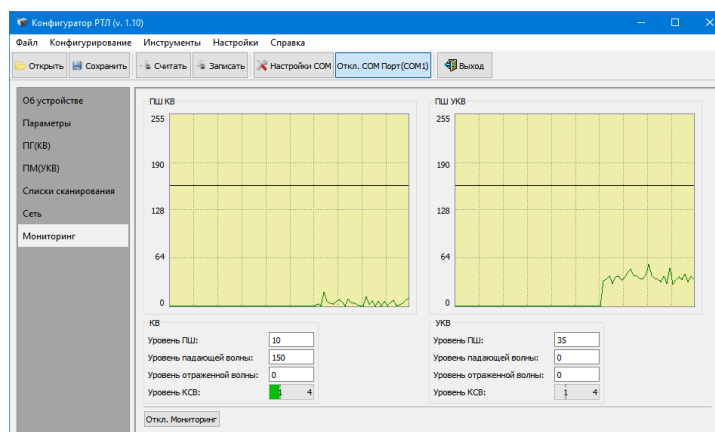 Конфигуратор РТЛ (v. 1.10)
Файл Конфигурирование Инструменты Настройки Справка
Открыть Сохранить Считать Записать Настройки COM Откл. COM Порт(COM1) Выход
Об устройстве
Параметры
ПГ(КВ)
ПМ(УКВ)
Списки сканирования
Сеть
Мониторинг
ПШ КВ
255
190
128
64
0
ПШ УКВ
255
190
128
64
0
КВ
Уровень ПШ: 10
Уровень падающей волны: 150
Уровень отраженной волны: 0
Уровень КСВ: 1 4
УКВ
Уровень ПШ: 35
Уровень падающей волны: 0
Уровень отраженной волны: 0
Уровень КСВ: 1 4
Откл. Мониторинг